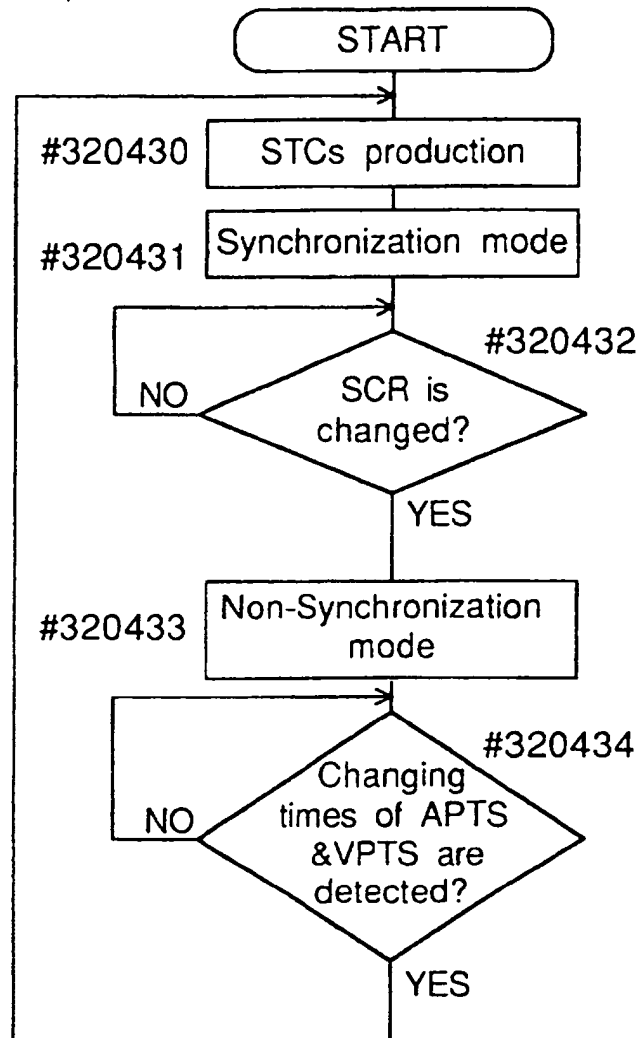 START
#320430
STCs production
#320431
Synchronization mode
#320432
SCR is
changed?
NO
YES
#320433
Non-Synchronization
mode
#320434
Changing
times of APTS
&VPTS are
detected?
NO
YES